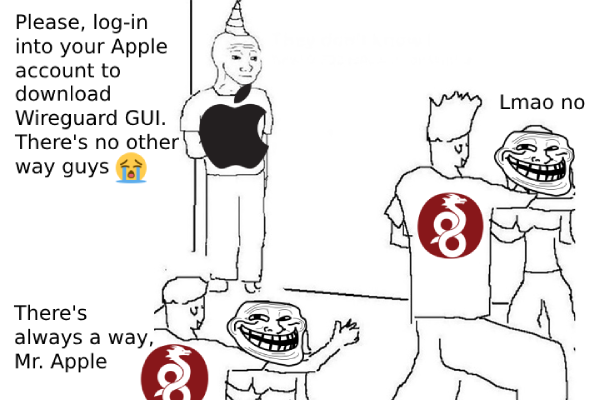 Please, log-in
into your Apple
account to
download
Wireguard GUI.
There's no other
way guys 😭
Lmao no
There's
always a way,
Mr. Apple